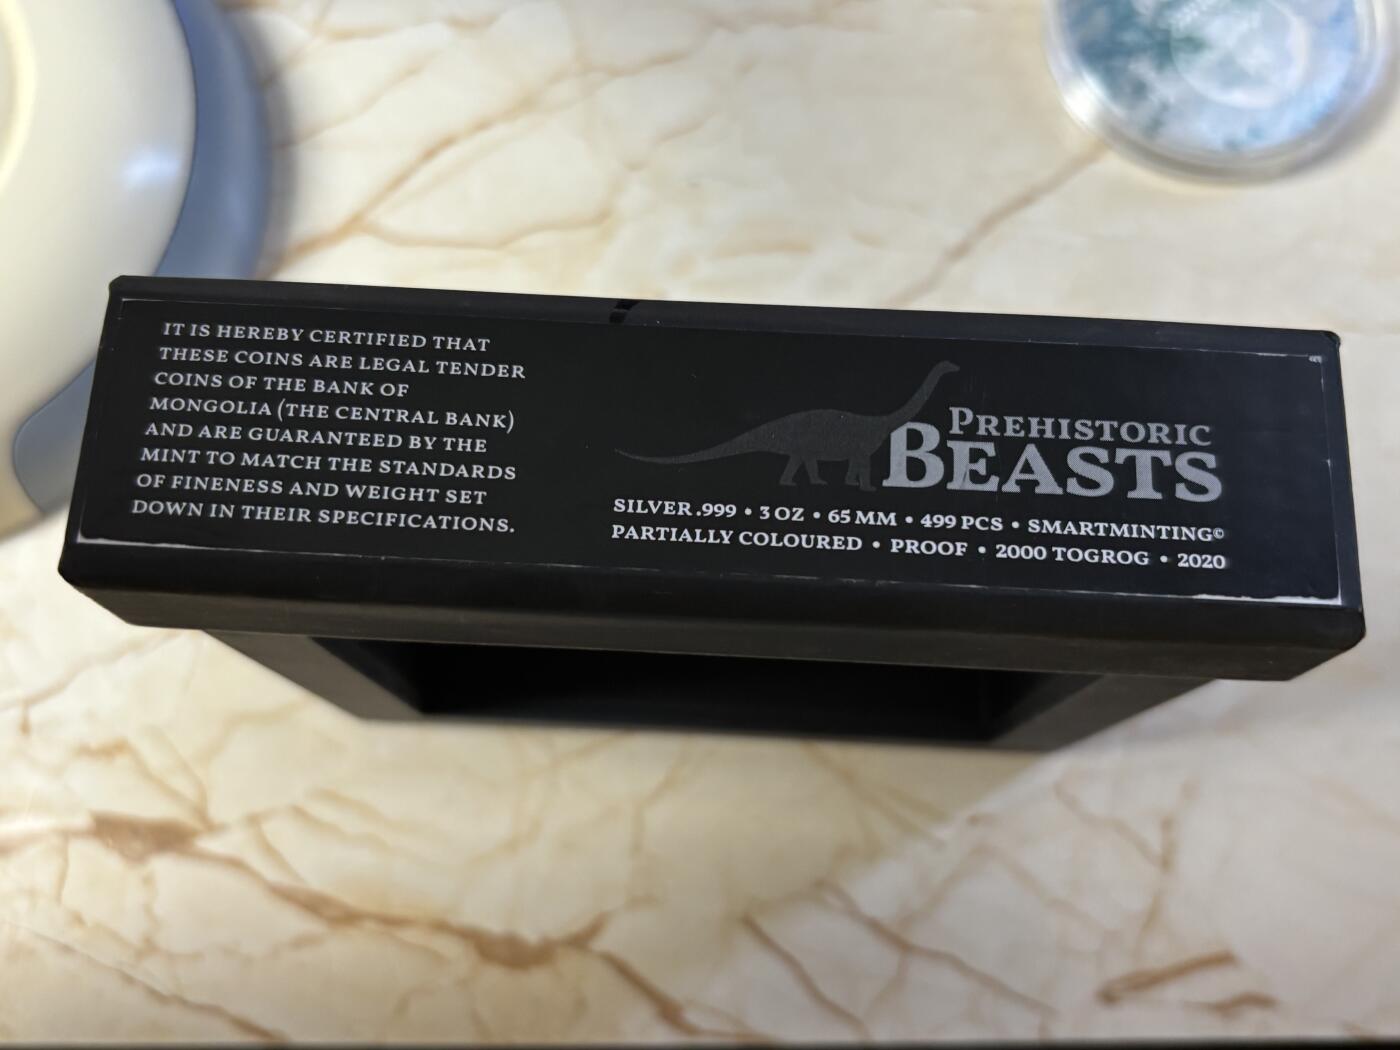 IT IS HEREBY CERTIFIED THAT
THESE COINS ARE LEGAL TENDER
COINS OF THE BANK OF
MONGOLIA (THE CENTRAL BANK)
AND ARE GUARANTEED BY THE
MINT TO MATCH THE STANDARDS
OF FINENESS AND WEIGHT SET
DOWN IN THEIR SPECIFICATIONS.
PREHISTORIC
BEASTS
SILVER .999 • 3 OZ • 65 MM • 499 PCS • SMARTMINTING©
PARTIALLY COLOURED • PROOF • 2000 TOGROG • 2020